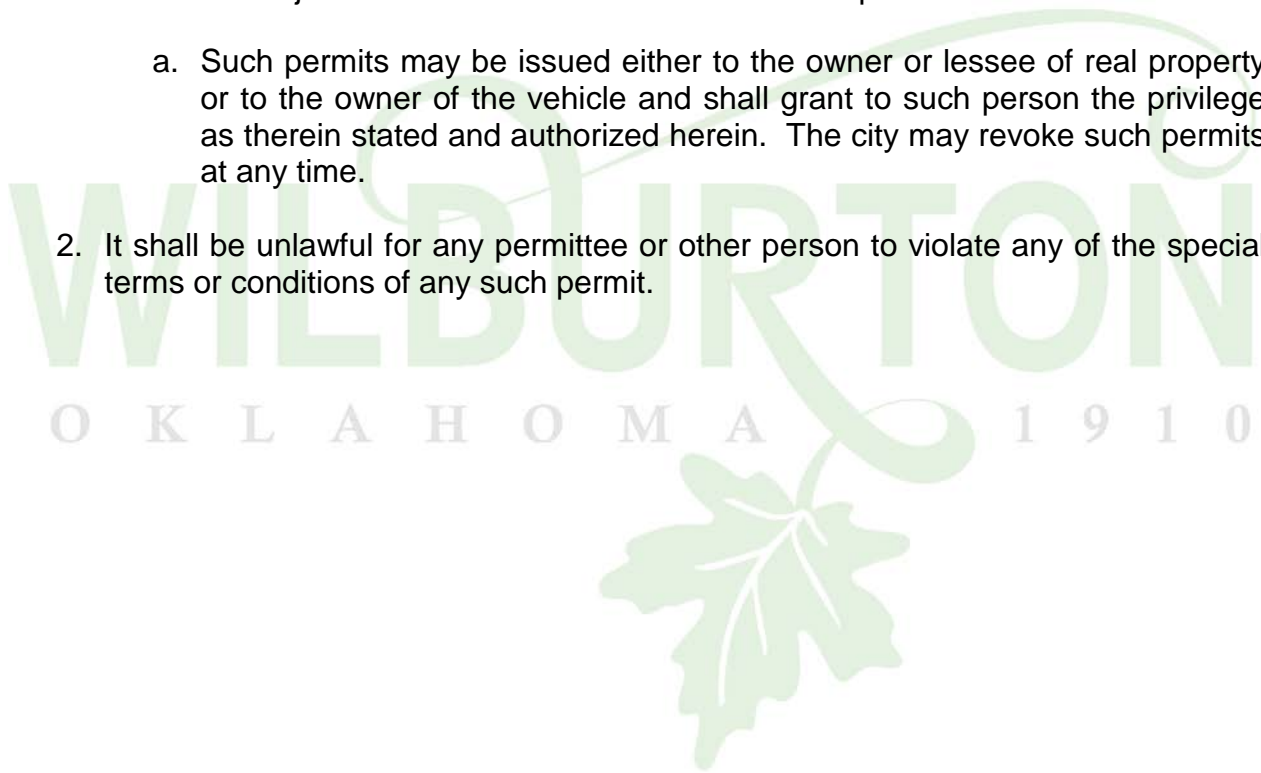 a. Such permits may be issued either to the owner or lessee of real property
or to the owner of the vehicle and shall grant to such person the privilege
as therein stated and authorized herein.  The city may revoke such permits
at any time.
2. It shall be unlawful for any permittee or other person to violate any of the special
terms or conditions of any such permit.
WILBURTON
OKLAHOMA 1910